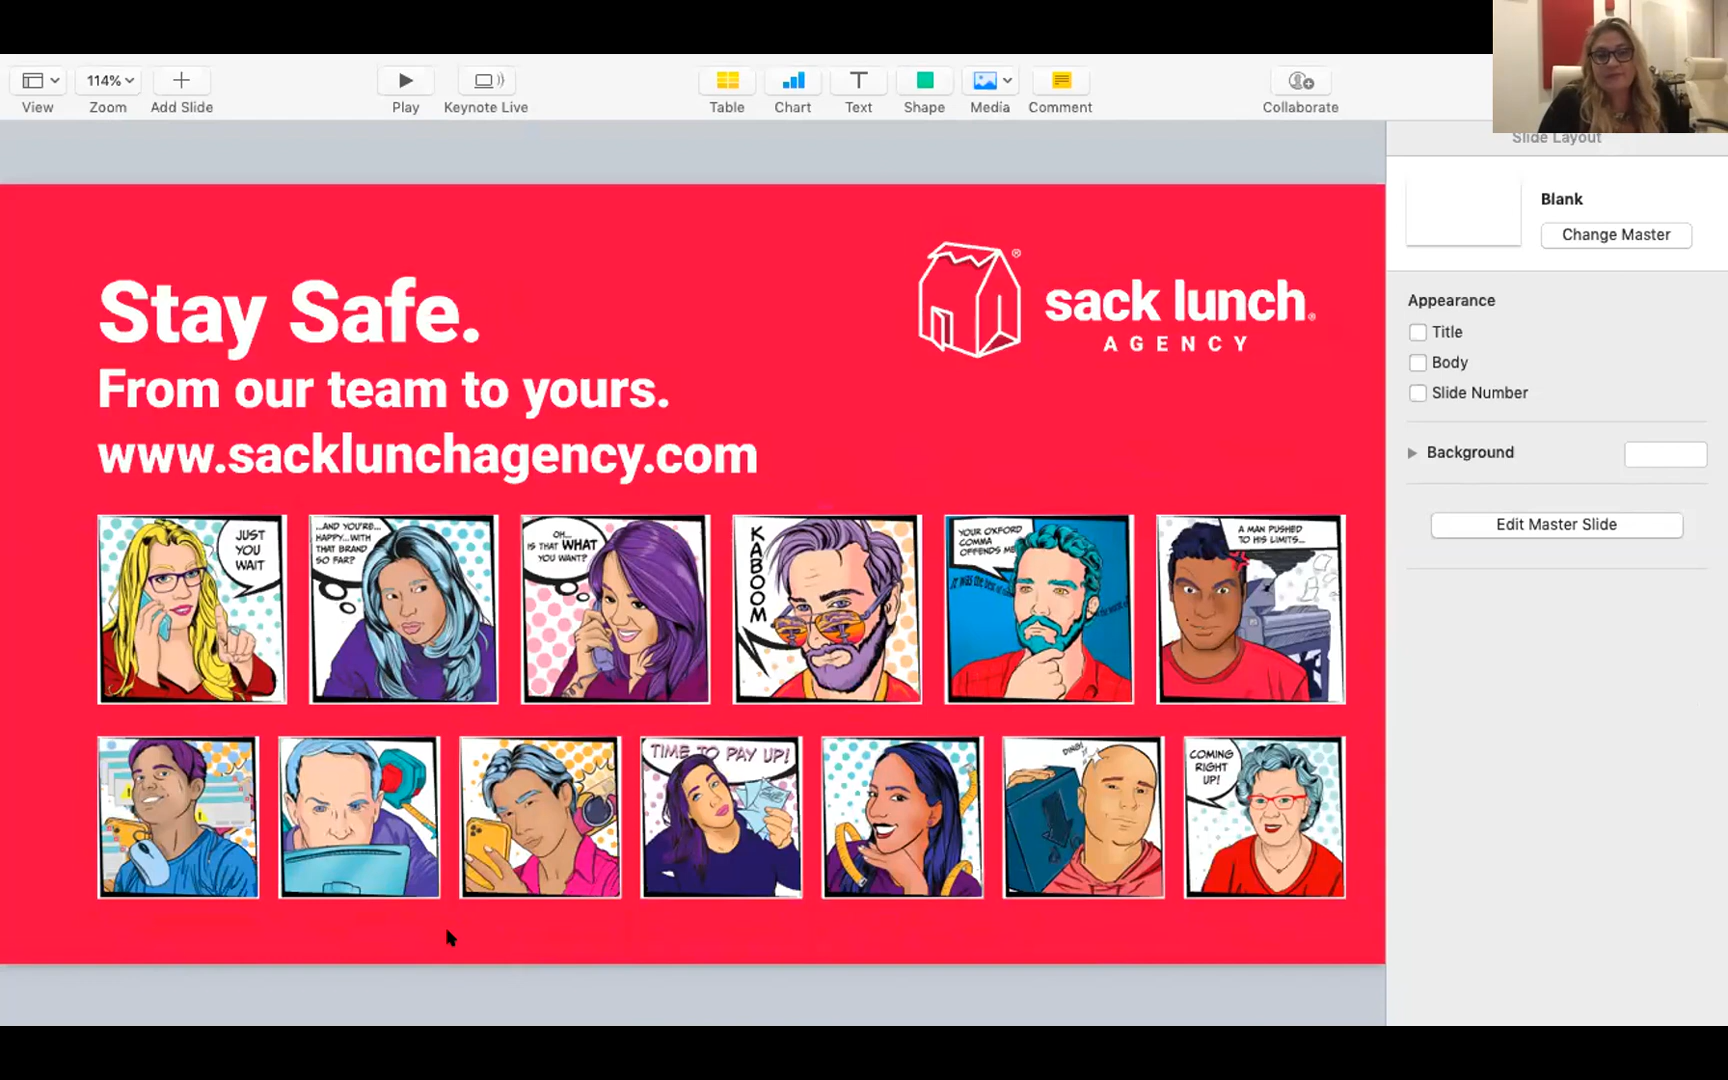 114%
View
Zoom
Add Slide
Play
Keynote Live
Table
Chart
Text
Shape
Media
Comment
Collaborate
Slide Layout
Blank
Change Master
Appearance
Title
Body
Slide Number
Background
Edit Master Slide
Stay Safe.
From our team to yours.
www.sacklunchagency.com
sack lunch®
AGENCY
JUST
YOU
WAIT
...AND YOU'RE...
HAPPY...WITH
THAT BRAND
SO FAR?
OH...
IS THAT WHAT
YOU WANT?
KABOOM
YOUR OXFORD
COMMA
OFFENDS ME
A MAN PUSHED
TO HIS LIMITS...
TIME TO PAY UP!
DING!
COMING
RIGHT
UP!